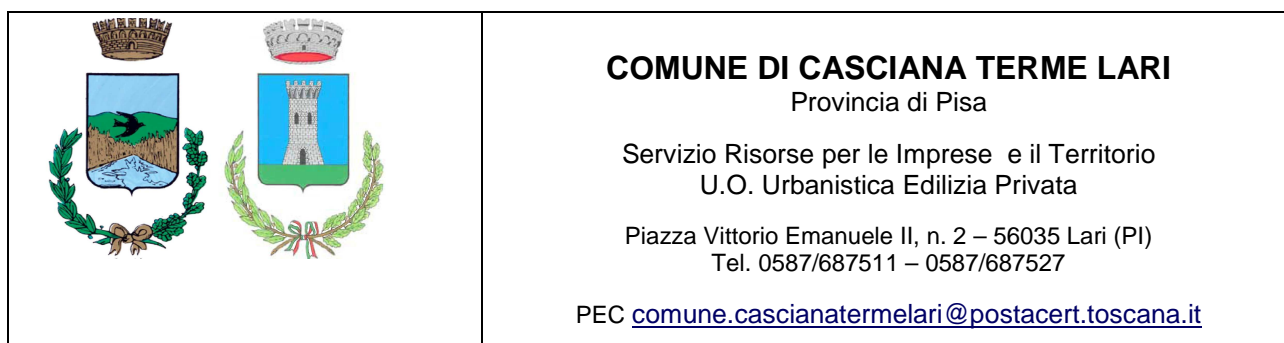 COMUNE DI CASCIANA TERME LARI
Provincia di Pisa
Servizio Risorse per le Imprese e il Territorio
U.O. Urbanistica Edilizia Privata
Piazza Vittorio Emanuele II, n. 2 – 56035 Lari (PI)
Tel. 0587/687511 – 0587/687527
PEC comune.cascianatermelari@postacert.toscana.it